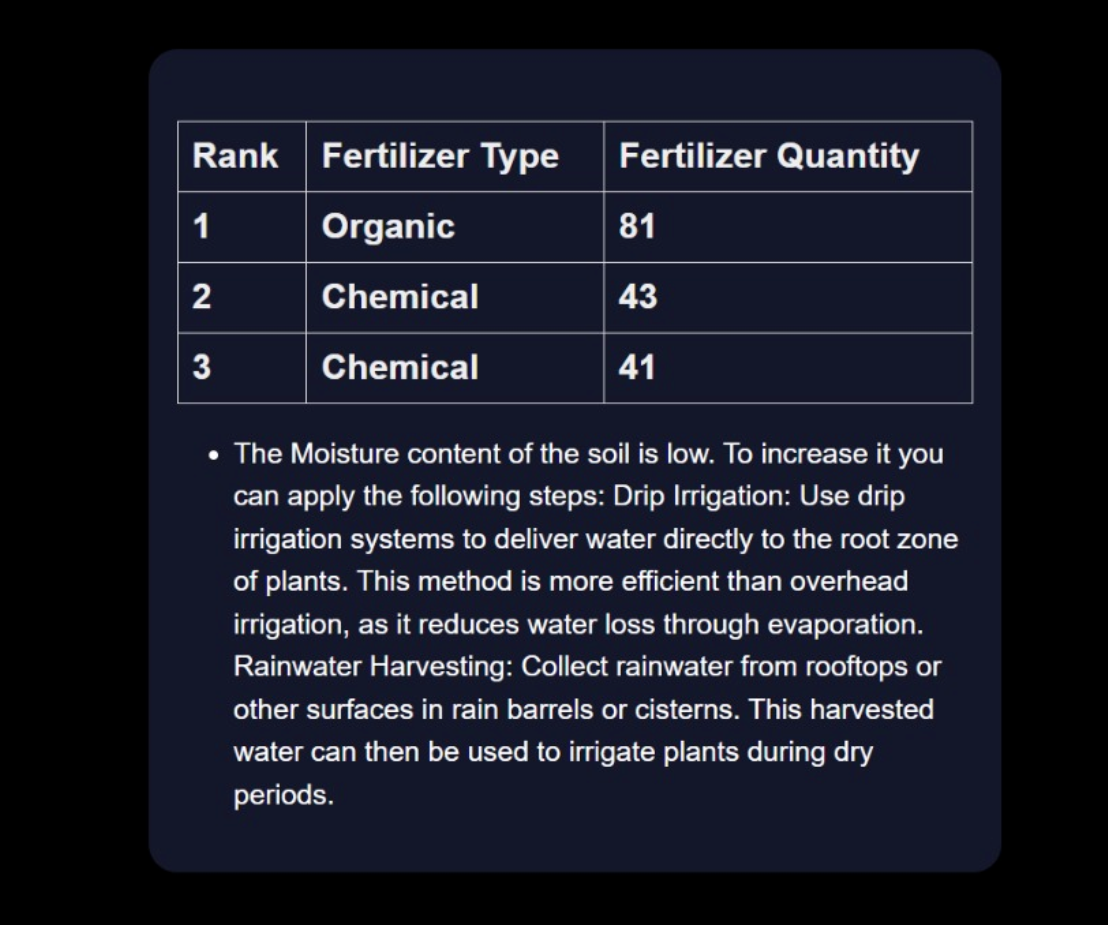 Rank Fertilizer Type Fertilizer Quantity
1 Organic 81
2 Chemical 43
3 Chemical 41
• The Moisture content of the soil is low. To increase it you
can apply the following steps: Drip Irrigation: Use drip
irrigation systems to deliver water directly to the root zone
of plants. This method is more efficient than overhead
irrigation, as it reduces water loss through evaporation.
Rainwater Harvesting: Collect rainwater from rooftops or
other surfaces in rain barrels or cisterns. This harvested
water can then be used to irrigate plants during dry
periods.